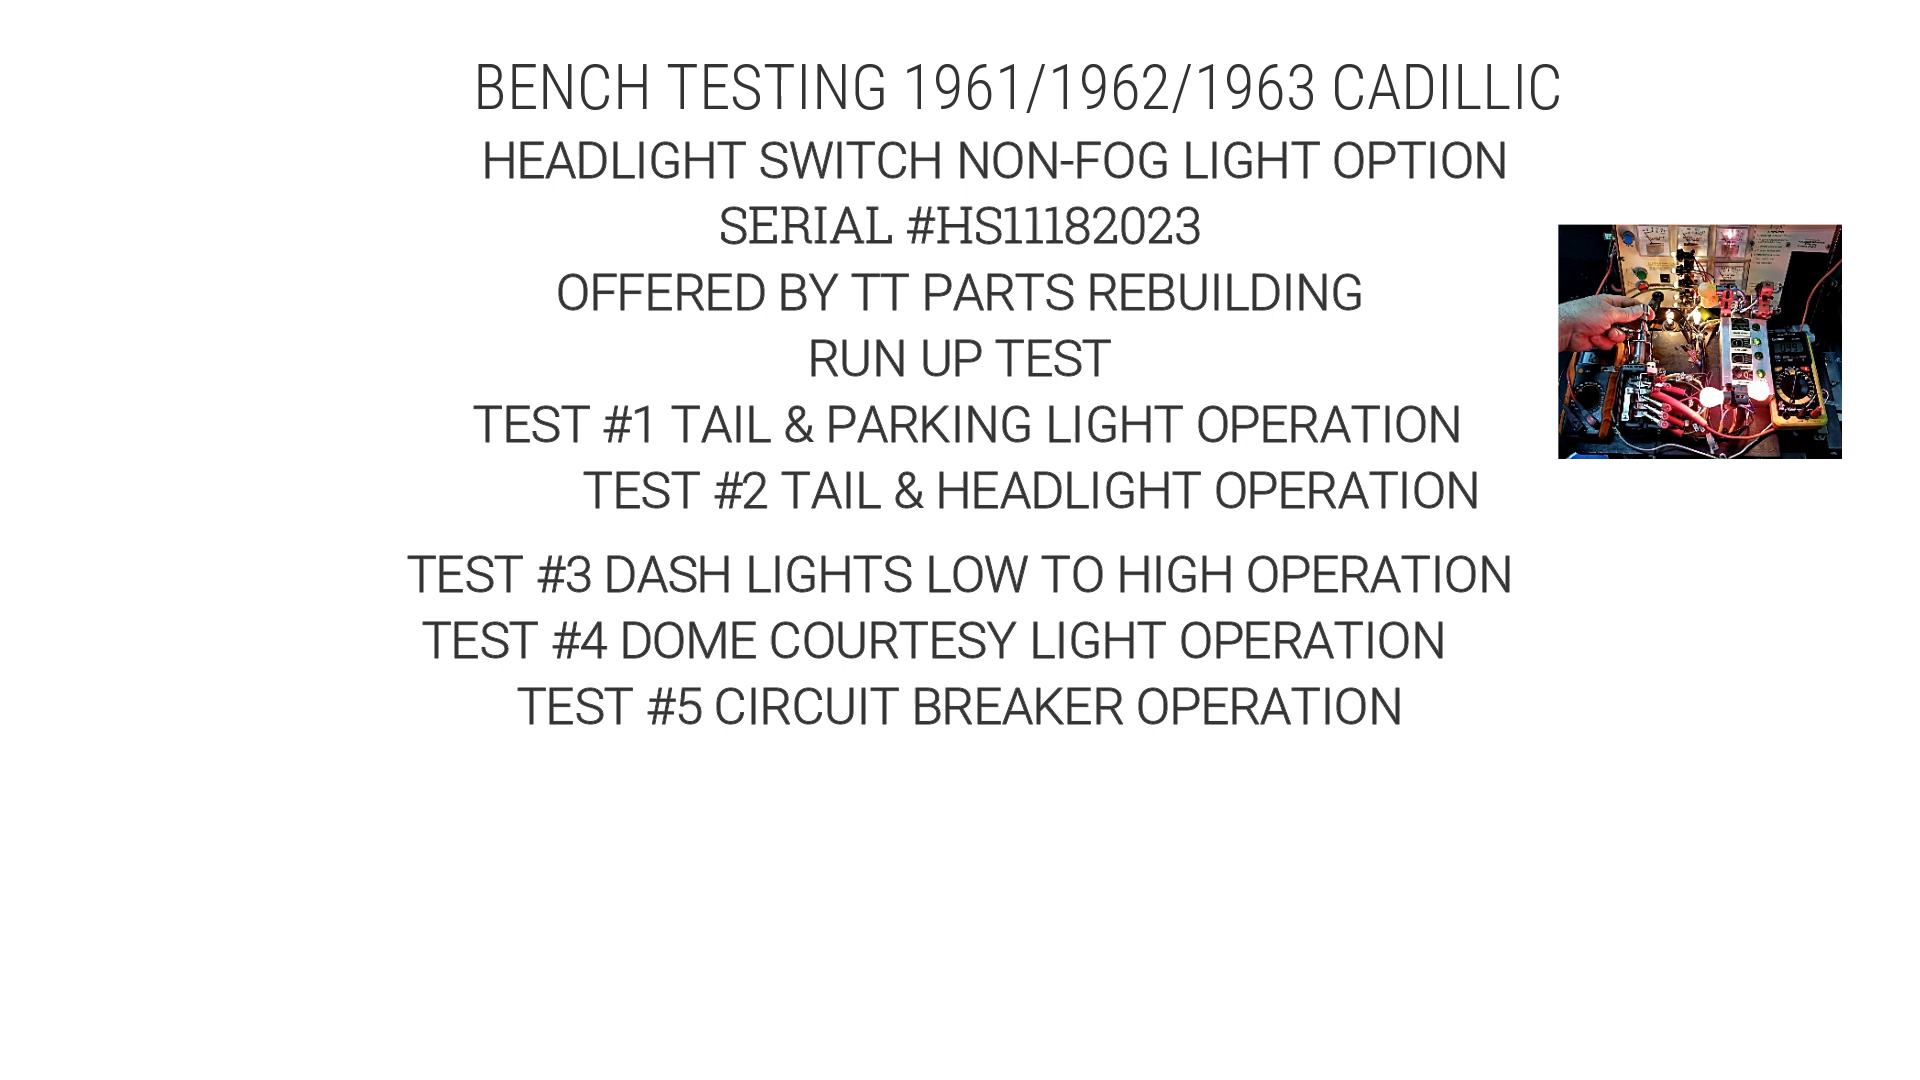 BENCH TESTING 1961/1962/1963 CADILLIC
HEADLIGHT SWITCH NON-FOG LIGHT OPTION
SERIAL #HS11182023
OFFERED BY TT PARTS REBUILDING
RUN UP TEST
TEST #1 TAIL & PARKING LIGHT OPERATION
TEST #2 TAIL & HEADLIGHT OPERATION
TEST #3 DASH LIGHTS LOW TO HIGH OPERATION
TEST #4 DOME COURTESY LIGHT OPERATION
TEST #5 CIRCUIT BREAKER OPERATION